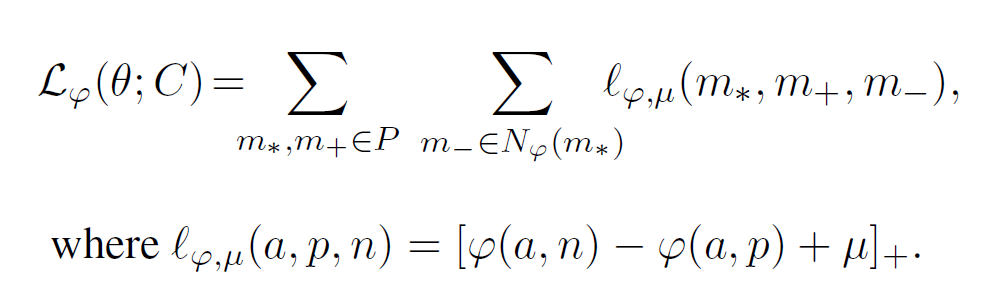 ℒ_φ(θ; C) = ∑_{m_*, m_+ ∈ P} ∑_{m_- ∈ N_φ(m_*)} ℓ_{φ,μ}(m_*, m_+, m_-),
where ℓ_{φ,μ}(a, p, n) = [φ(a, n) − φ(a, p) + μ]_+.